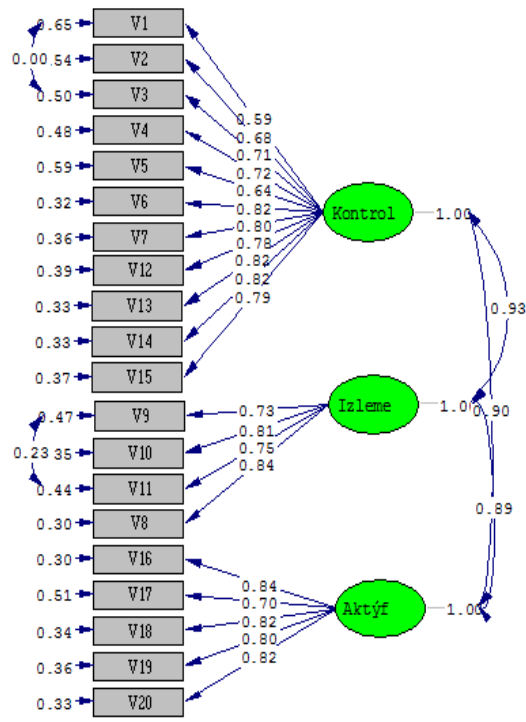 0.65 V1
0.00 .54 V2
0.50 V3
0.48 V4
0.59 V5
0.32 V6
0.36 V7
0.39 V12
0.33 V13
0.33 V14
0.37 V15
0.59
0.68
0.71
0.72
0.64
0.82
0.80
0.78
0.82
0.82
0.79
Kontrol 1.00
0.93
0.47 V9
0.23 35 V10
0.44 V11
0.30 V8
0.73
0.81
0.75
0.84
Izleme 1.00
0.90
0.89
0.30 V16
0.51 V17
0.34 V18
0.36 V19
0.33 V20
0.84
0.70
0.82
0.80
0.82
Aktýf 1.00